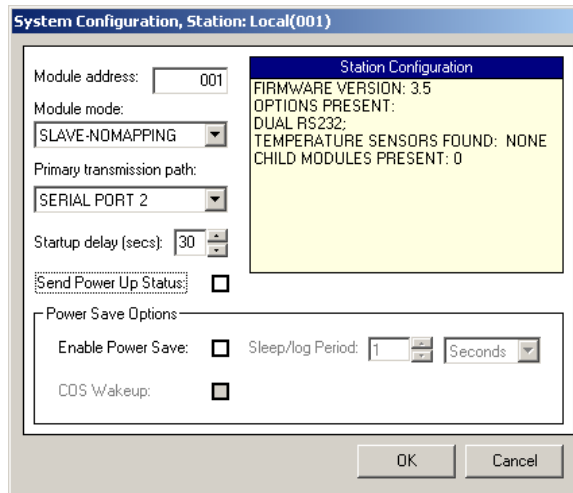 System Configuration, Station: Local(001)
Module address: 001
Module mode:
SLAVE-NOMAPPING
Primary transmission path:
SERIAL PORT 2
Startup delay (secs): 30
Send Power Up Status:
Station Configuration
FIRMWARE VERSION: 3.5
OPTIONS PRESENT:
DUAL RS232;
TEMPERATURE SENSORS FOUND: NONE
CHILD MODULES PRESENT: 0
Power Save Options
Enable Power Save: Sleep/log Period: 1 Seconds
COS Wakeup:
OK Cancel